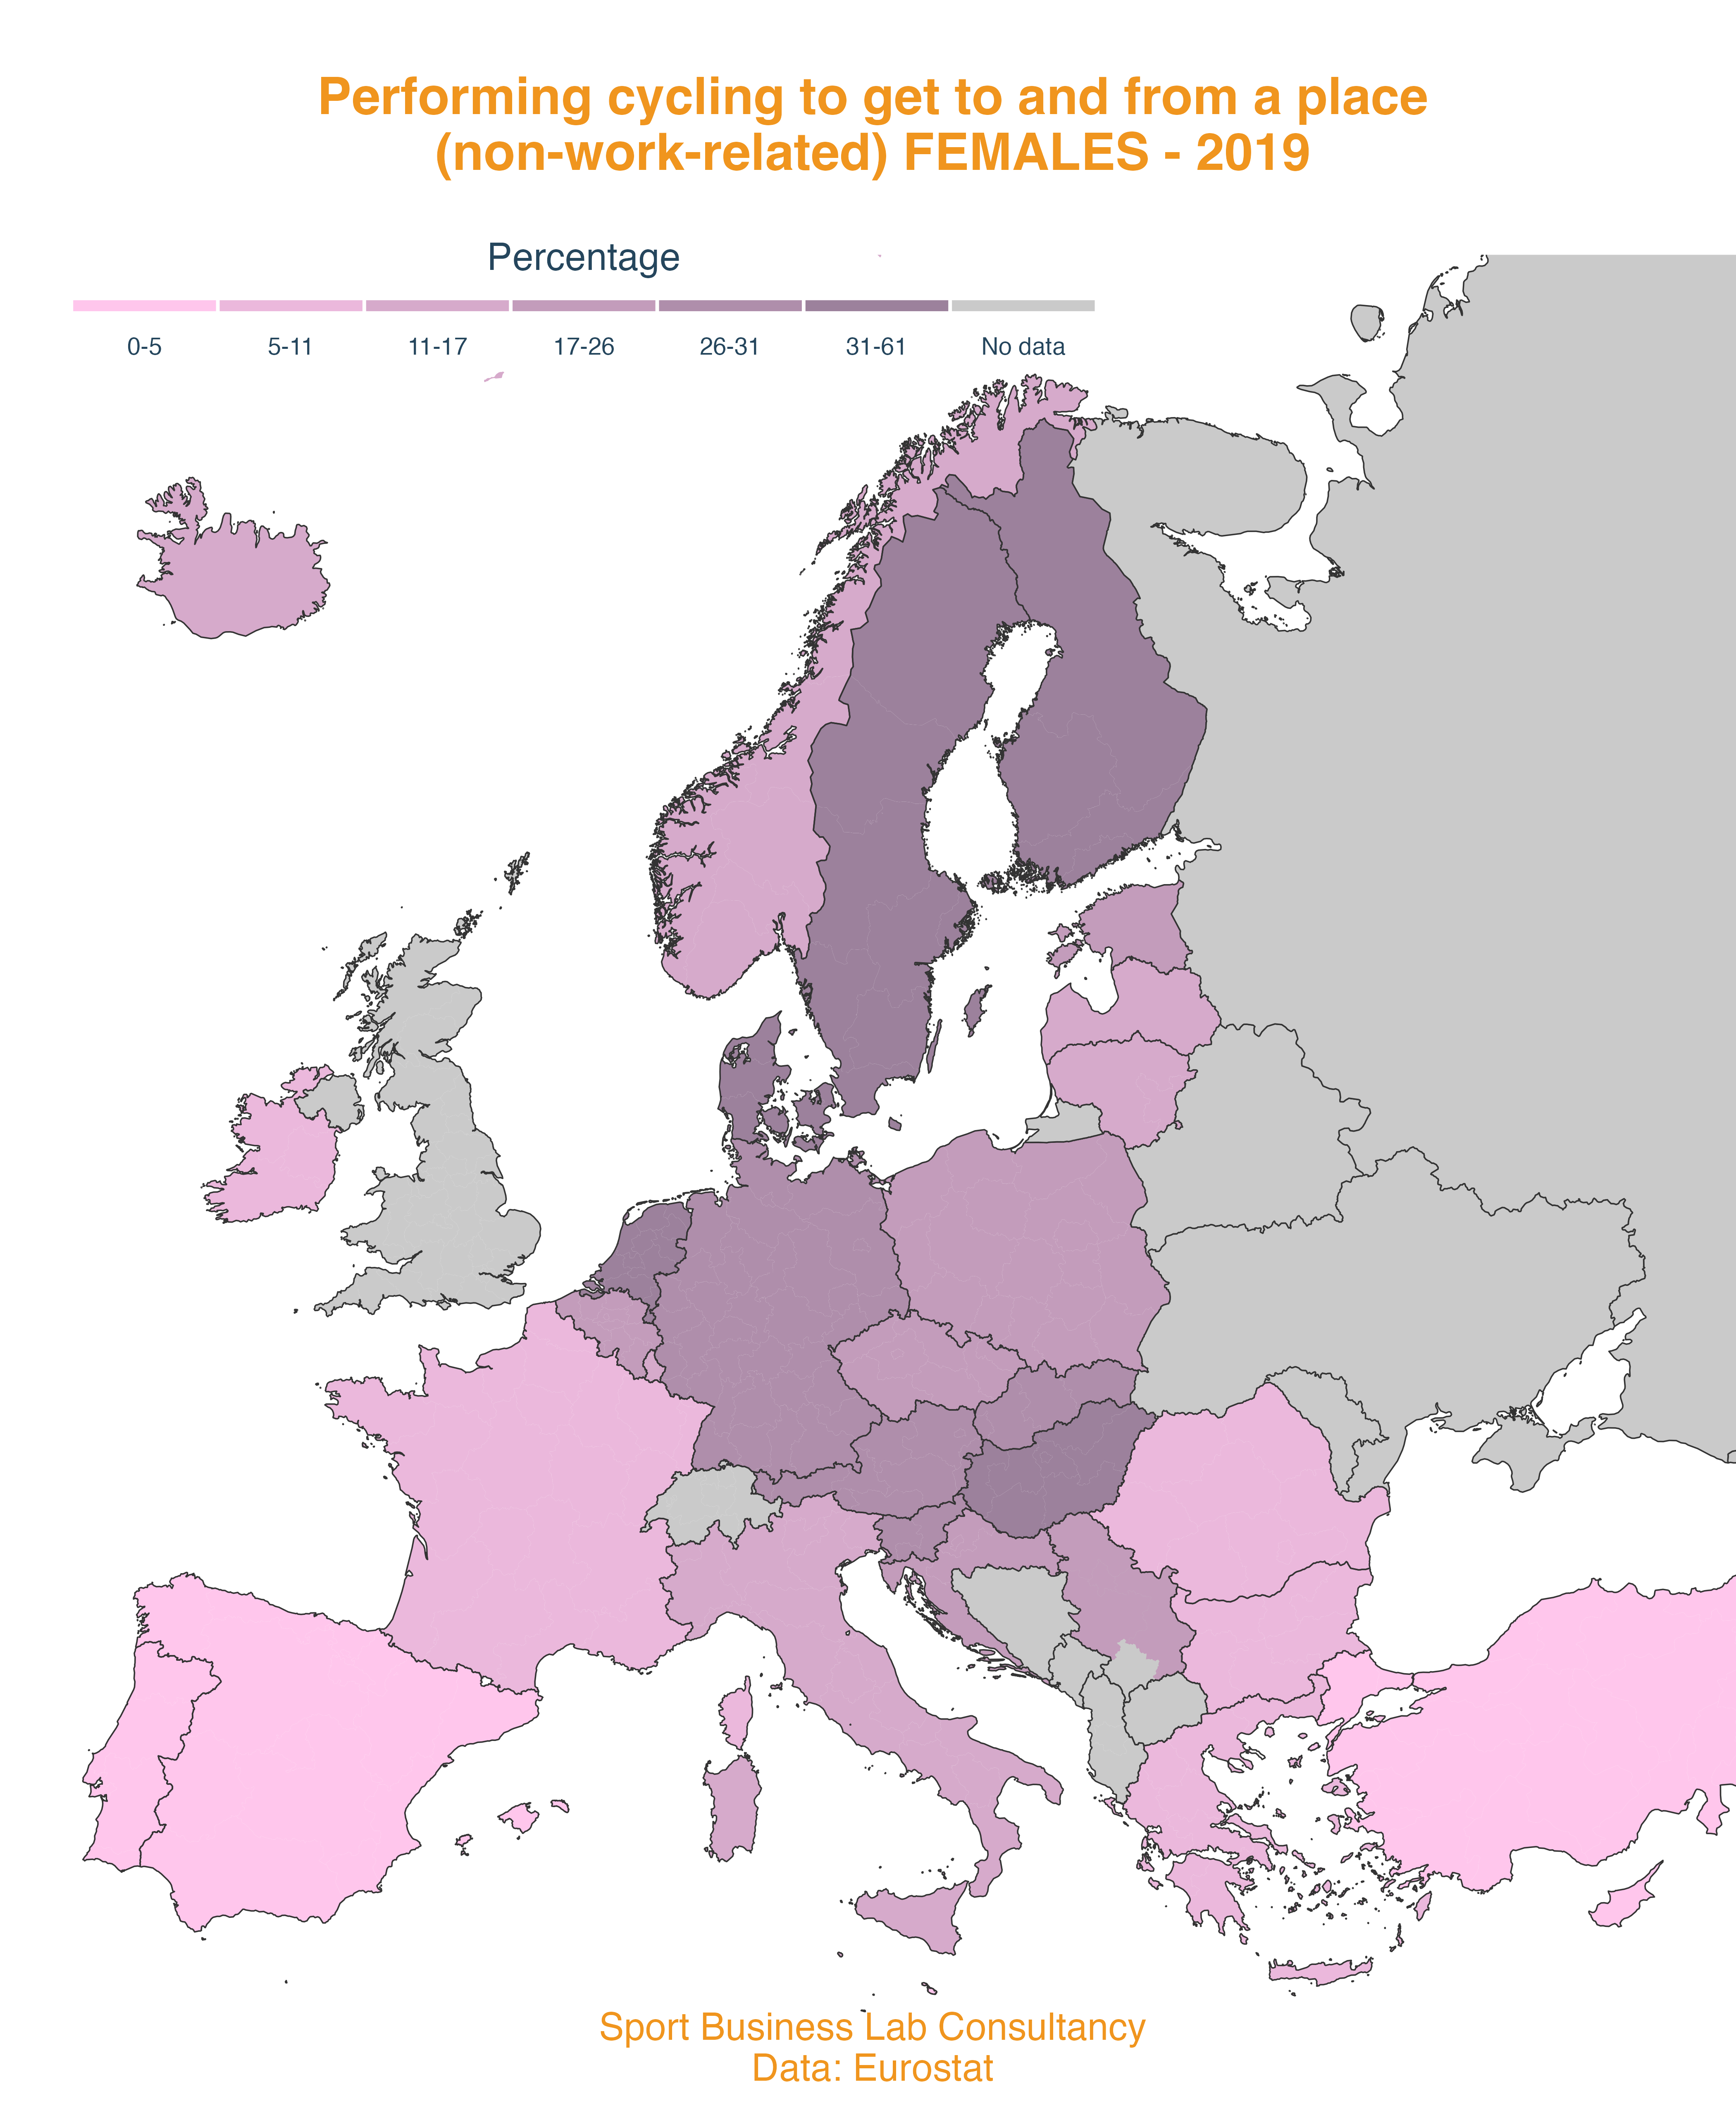 Performing cycling to get to and from a place
(non-work-related) FEMALES - 2019
Percentage
0-5 5-11 11-17 17-26 26-31 31-61 No data
Sport Business Lab Consultancy
Data: Eurostat